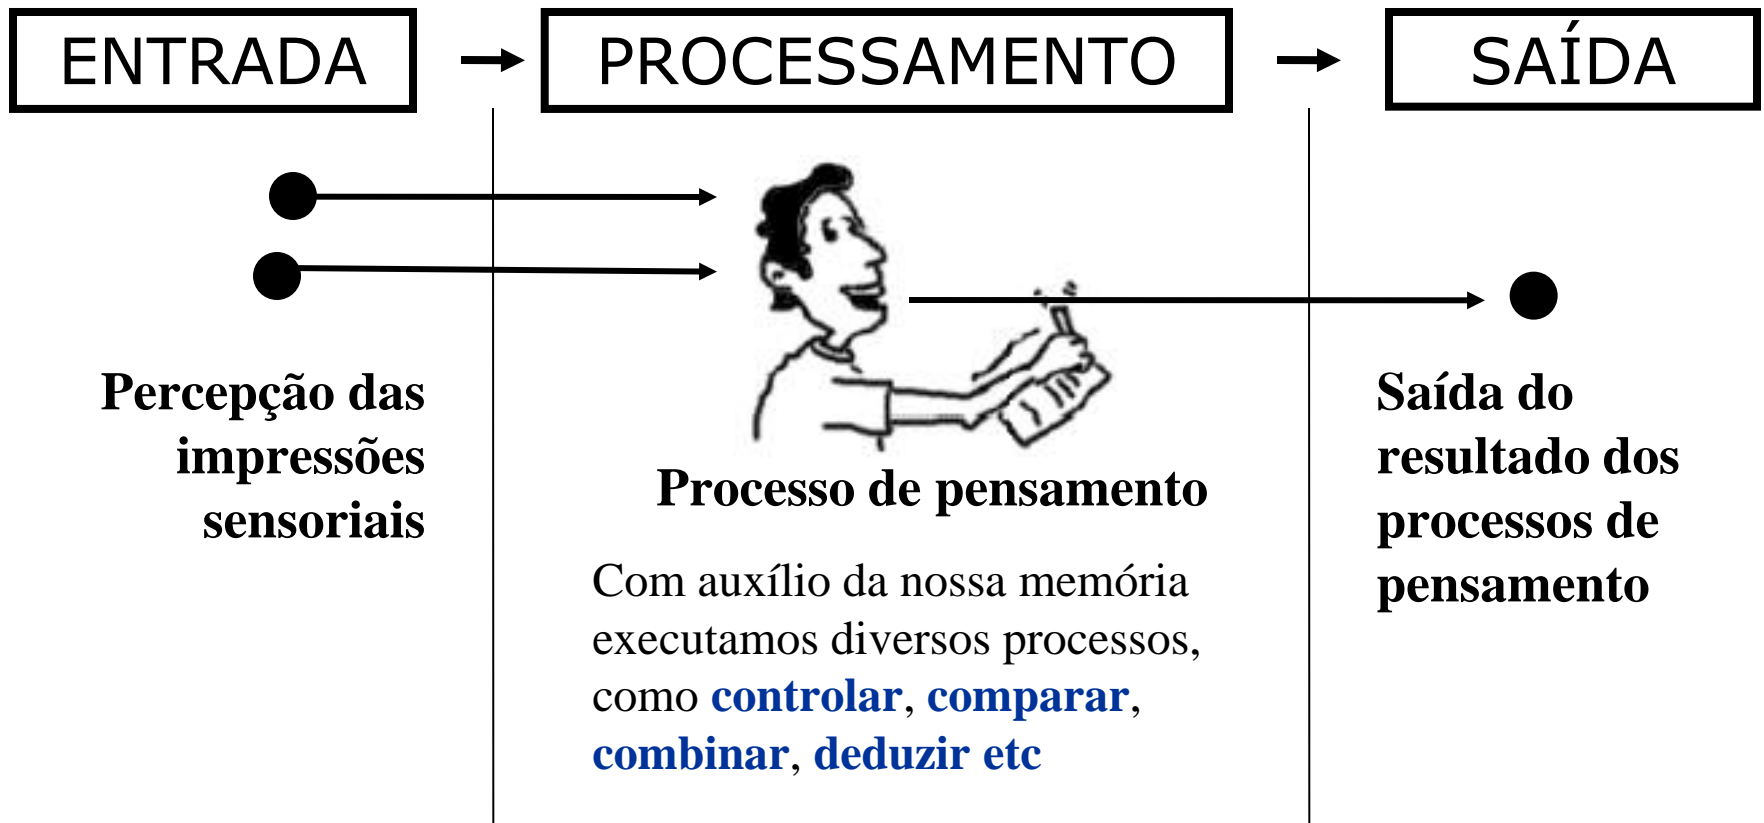 ENTRADA
PROCESSAMENTO
SAÍDA
Percepção das
impressões
sensoriais
Processo de pensamento
Com auxílio da nossa memória
executamos diversos processos,
como controlar, comparar,
combinar, deduzir etc
Saída do
resultado dos
processos de
pensamento